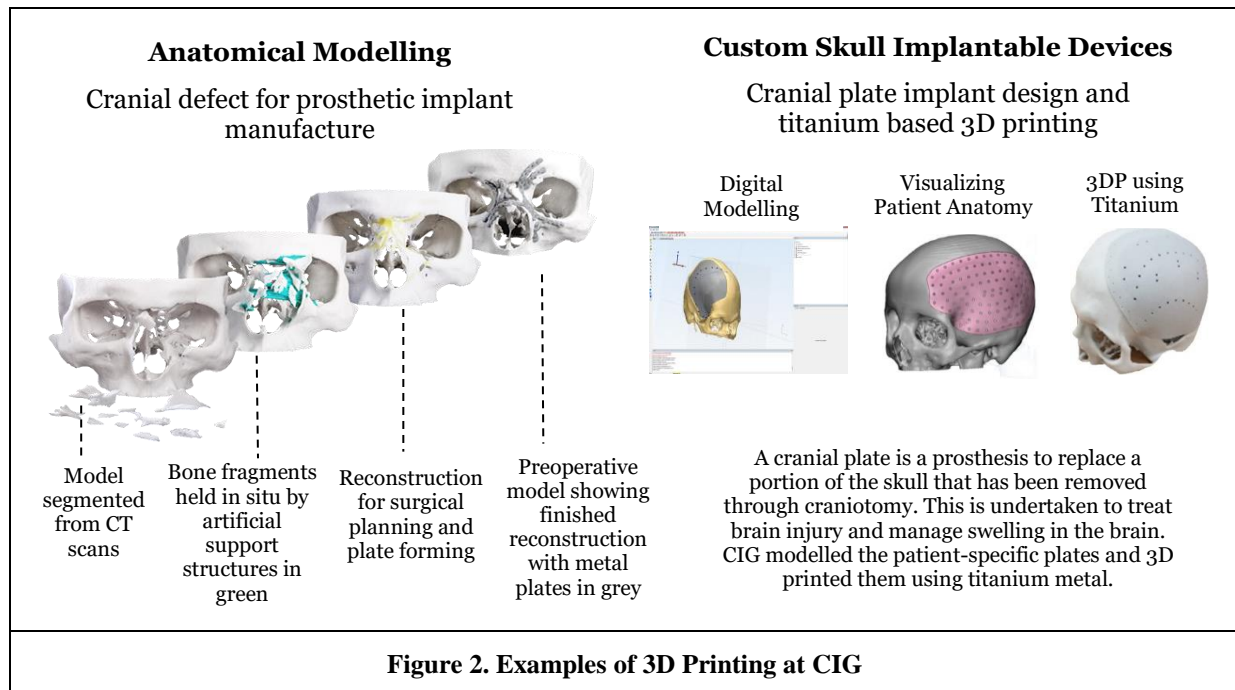 Anatomical Modelling
Cranial defect for prosthetic implant
manufacture
Model
segmented
from CT
scans
Bone fragments
held in situ by
artificial
support
structures in
green
Reconstruction
for surgical
planning and
plate forming
Preoperative
model showing
finished
reconstruction
with metal
plates in grey
Custom Skull Implantable Devices
Cranial plate implant design and
titanium based 3D printing
Digital
Modelling
Visualizing
Patient Anatomy
3DP using
Titanium
A cranial plate is a prosthesis to replace a
portion of the skull that has been removed
through craniotomy. This is undertaken to treat
brain injury and manage swelling in the brain.
CIG modelled the patient-specific plates and 3D
printed them using titanium metal.
Figure 2. Examples of 3D Printing at CIG